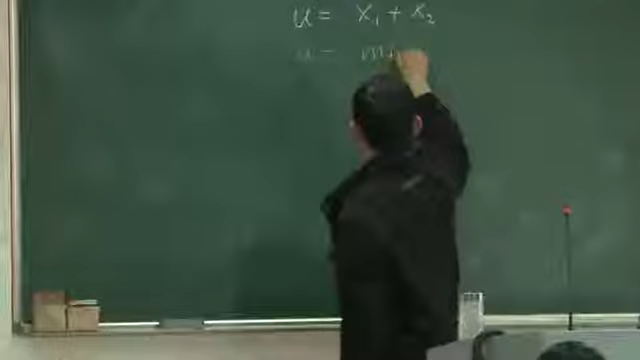 u = x₁ + x₂
u = m